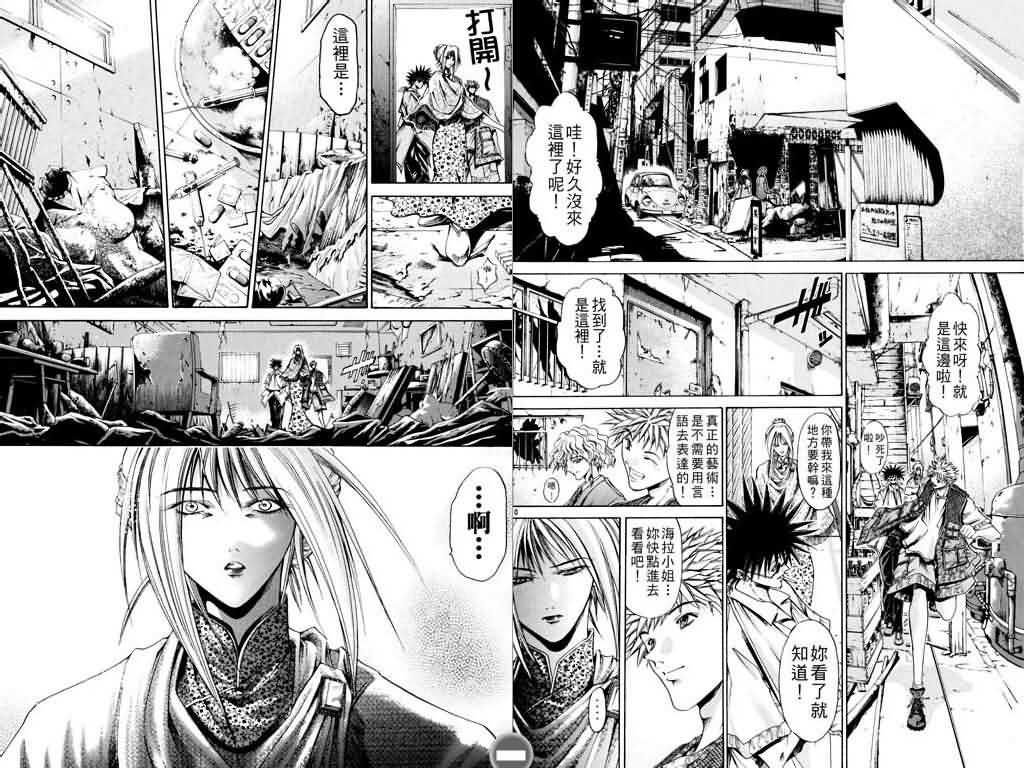 哇！好久沒來
這裡了呢！
快來呀！就
是這邊啦！
吵死了
啦！
找到了…就
是這裡！
你帶我來這種
地方要幹嘛？
真正的藝術…
是不需要用言
語去表達的！
嗯！
妳看了就
知道！
海拉小姐…
妳快點進去
看看吧！
…
打開～
這裡是…
…啊…